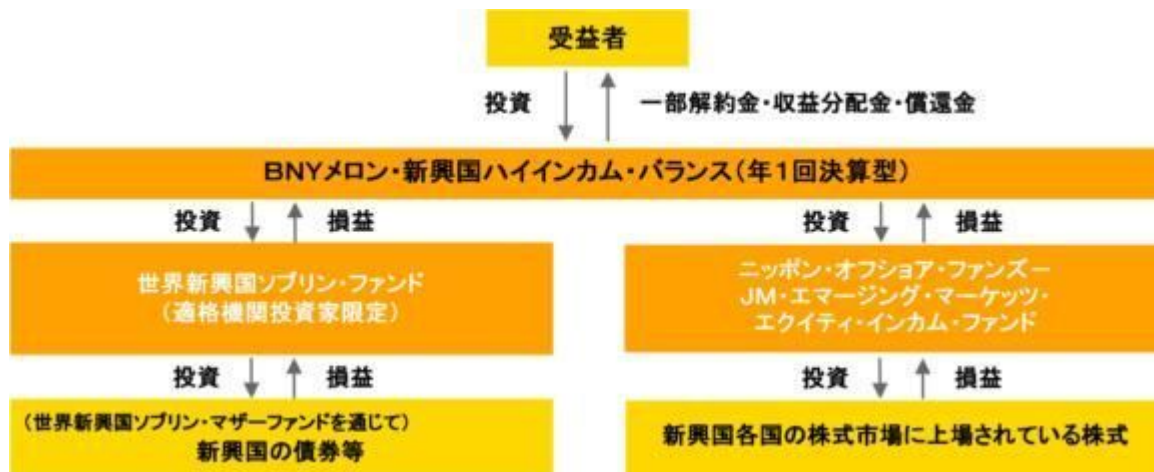 受益者
投資 一部解約金・収益分配金・償還金
BNYメロン・新興国ハイインカム・バランス(年1回決算型)
投資 損益 投資 損益
世界新興国ソブリン・ファンド
(適格機関投資家限定)
ニッポン・オフショア・ファンズー
JM・エマージング・マーケッツ・
エクイティ・インカム・ファンド
投資 損益 投資 損益
(世界新興国ソブリン・マザーファンドを通じて)
新興国の債券等
新興国各国の株式市場に上場されている株式